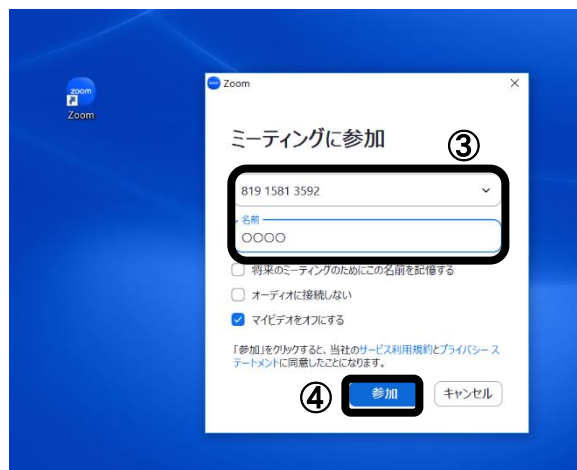 zoom
Zoom
zoom
Zoom
ミーティングに参加
③
819 1581 3592
名前
〇〇〇〇
将来のミーティングのためにこの名前を記憶する
オーディオに接続しない
マイビデオをオフにする
「参加」をクリックすると、当社のサービス利用規約とプライバシー ス
テートメントに同意したことになります。
④
参加
キャンセル